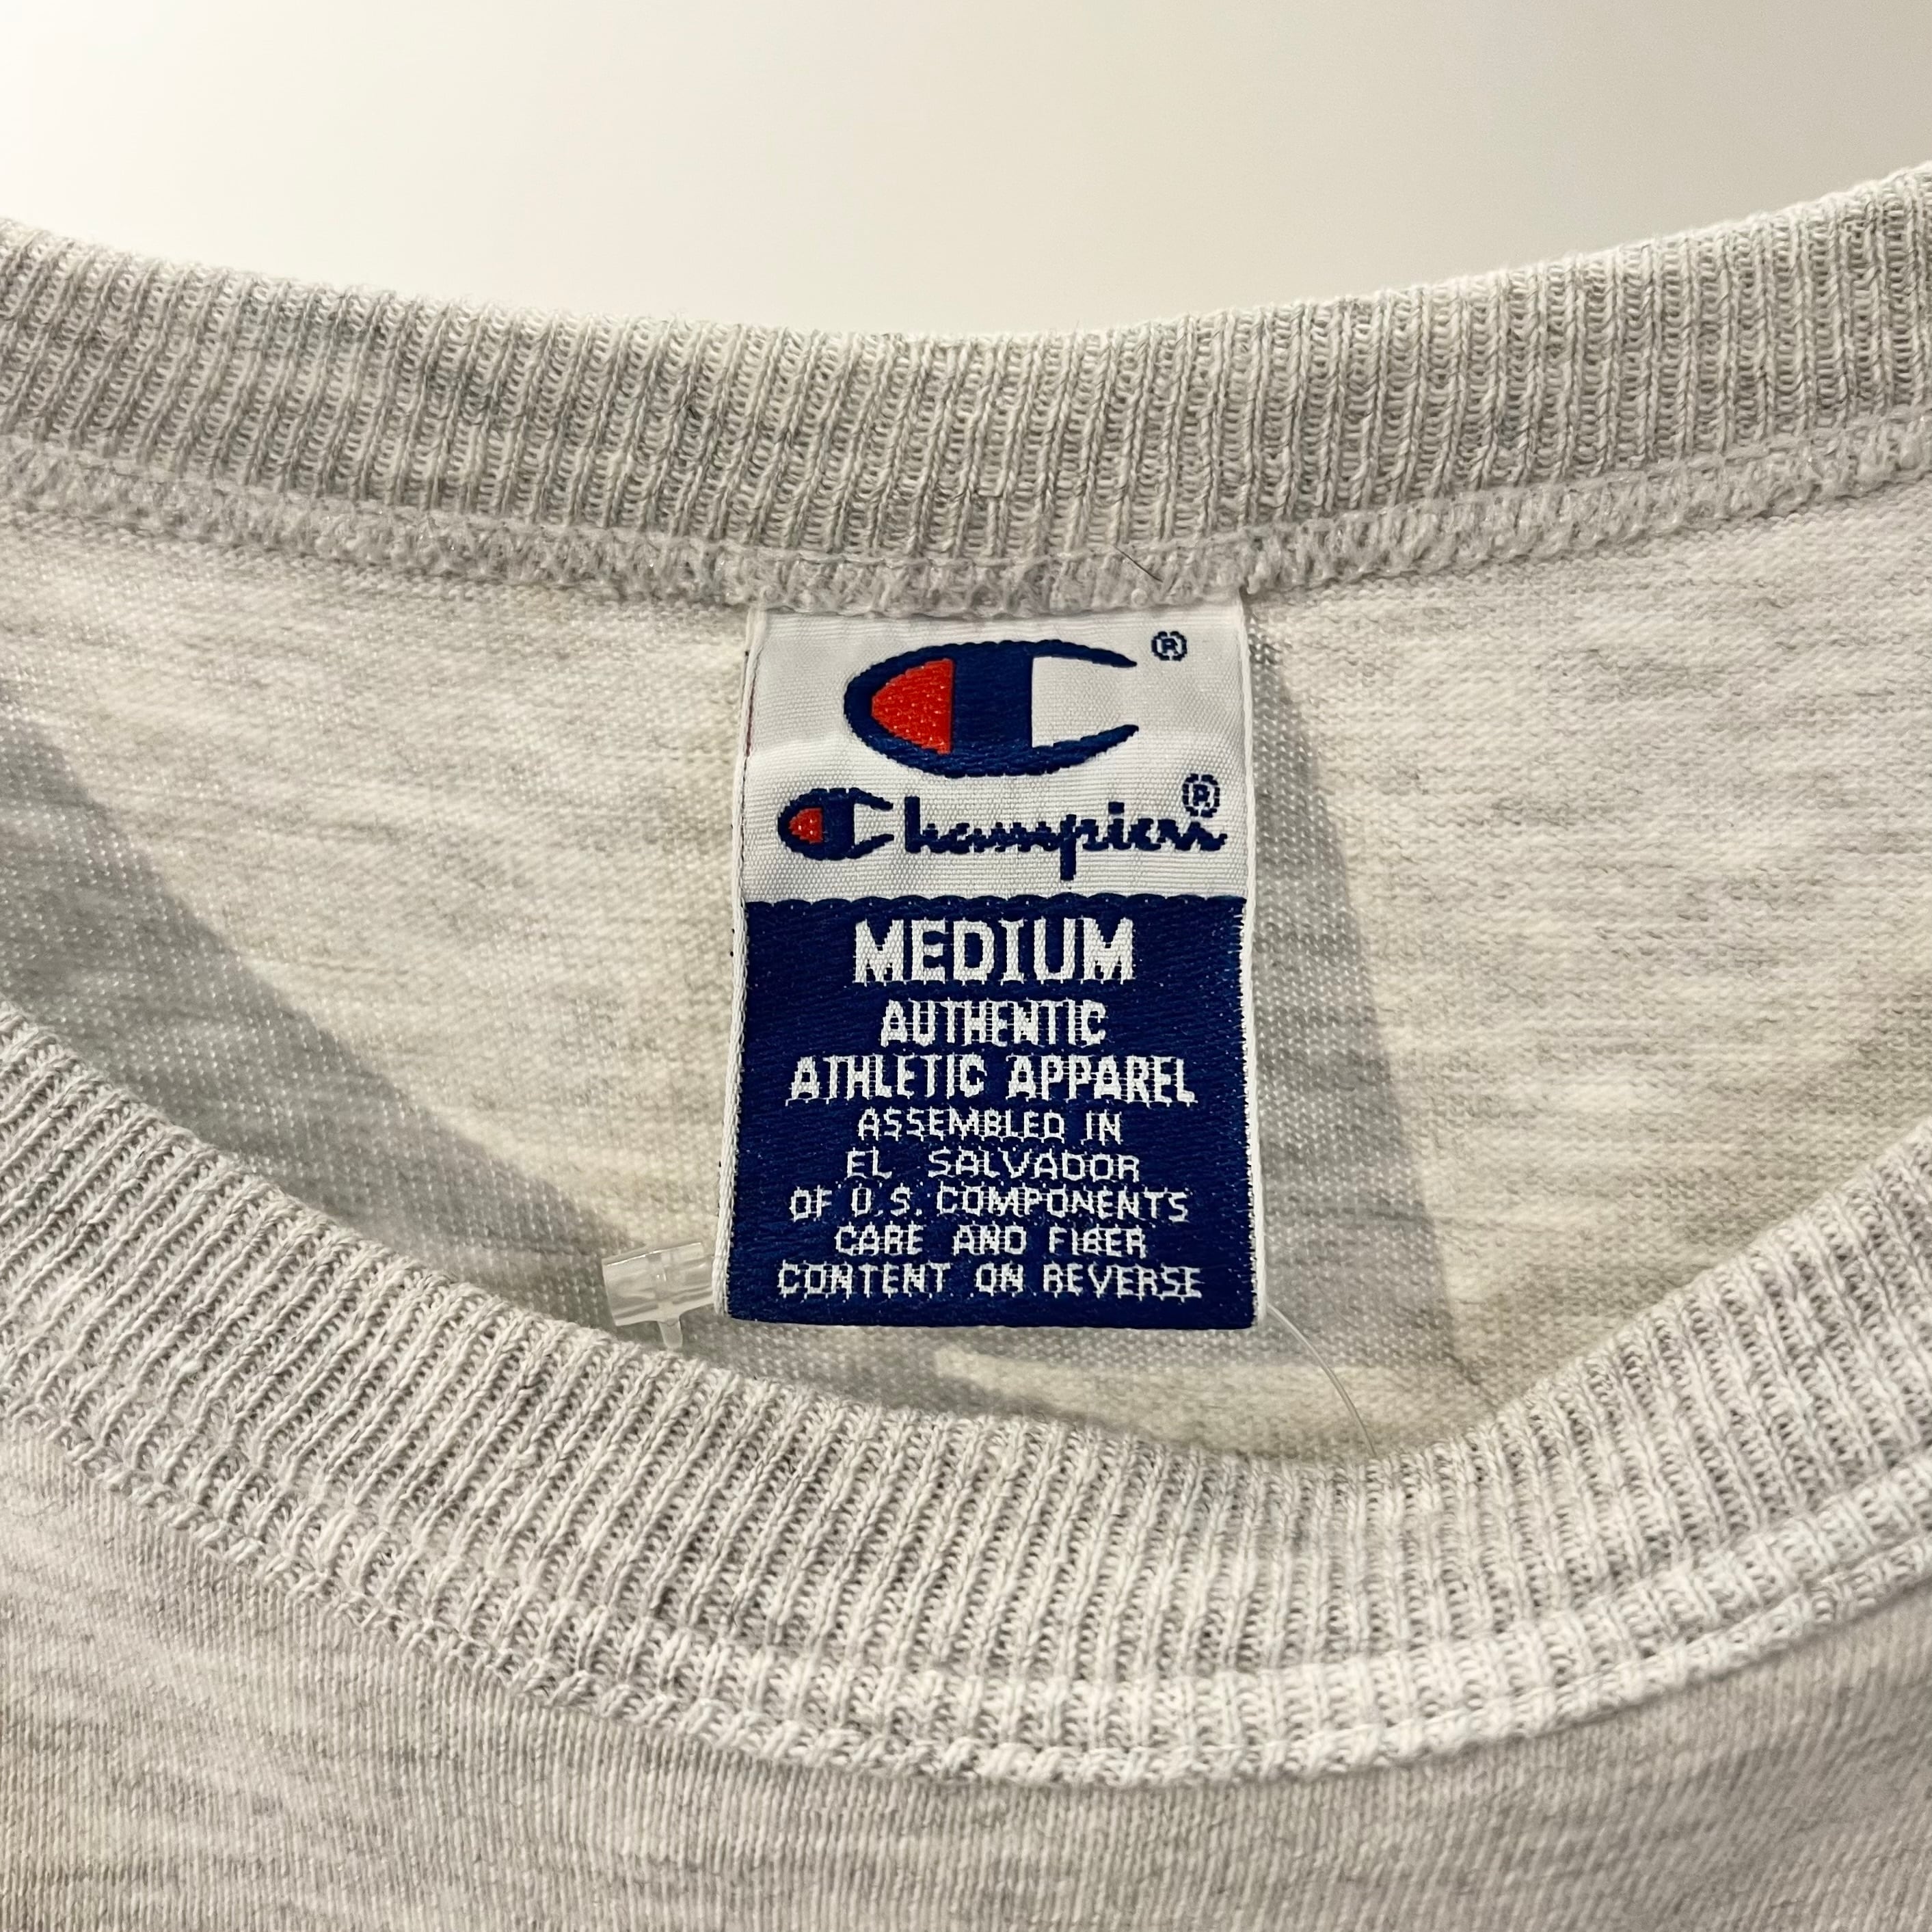 ®
Champion®
MEDIUM
AUTHENTIC
ATHLETIC APPAREL
ASSEMBLED IN
EL SALVADOR
OF U.S. COMPONENTS
CARE AND FIBER
CONTENT ON REVERSE